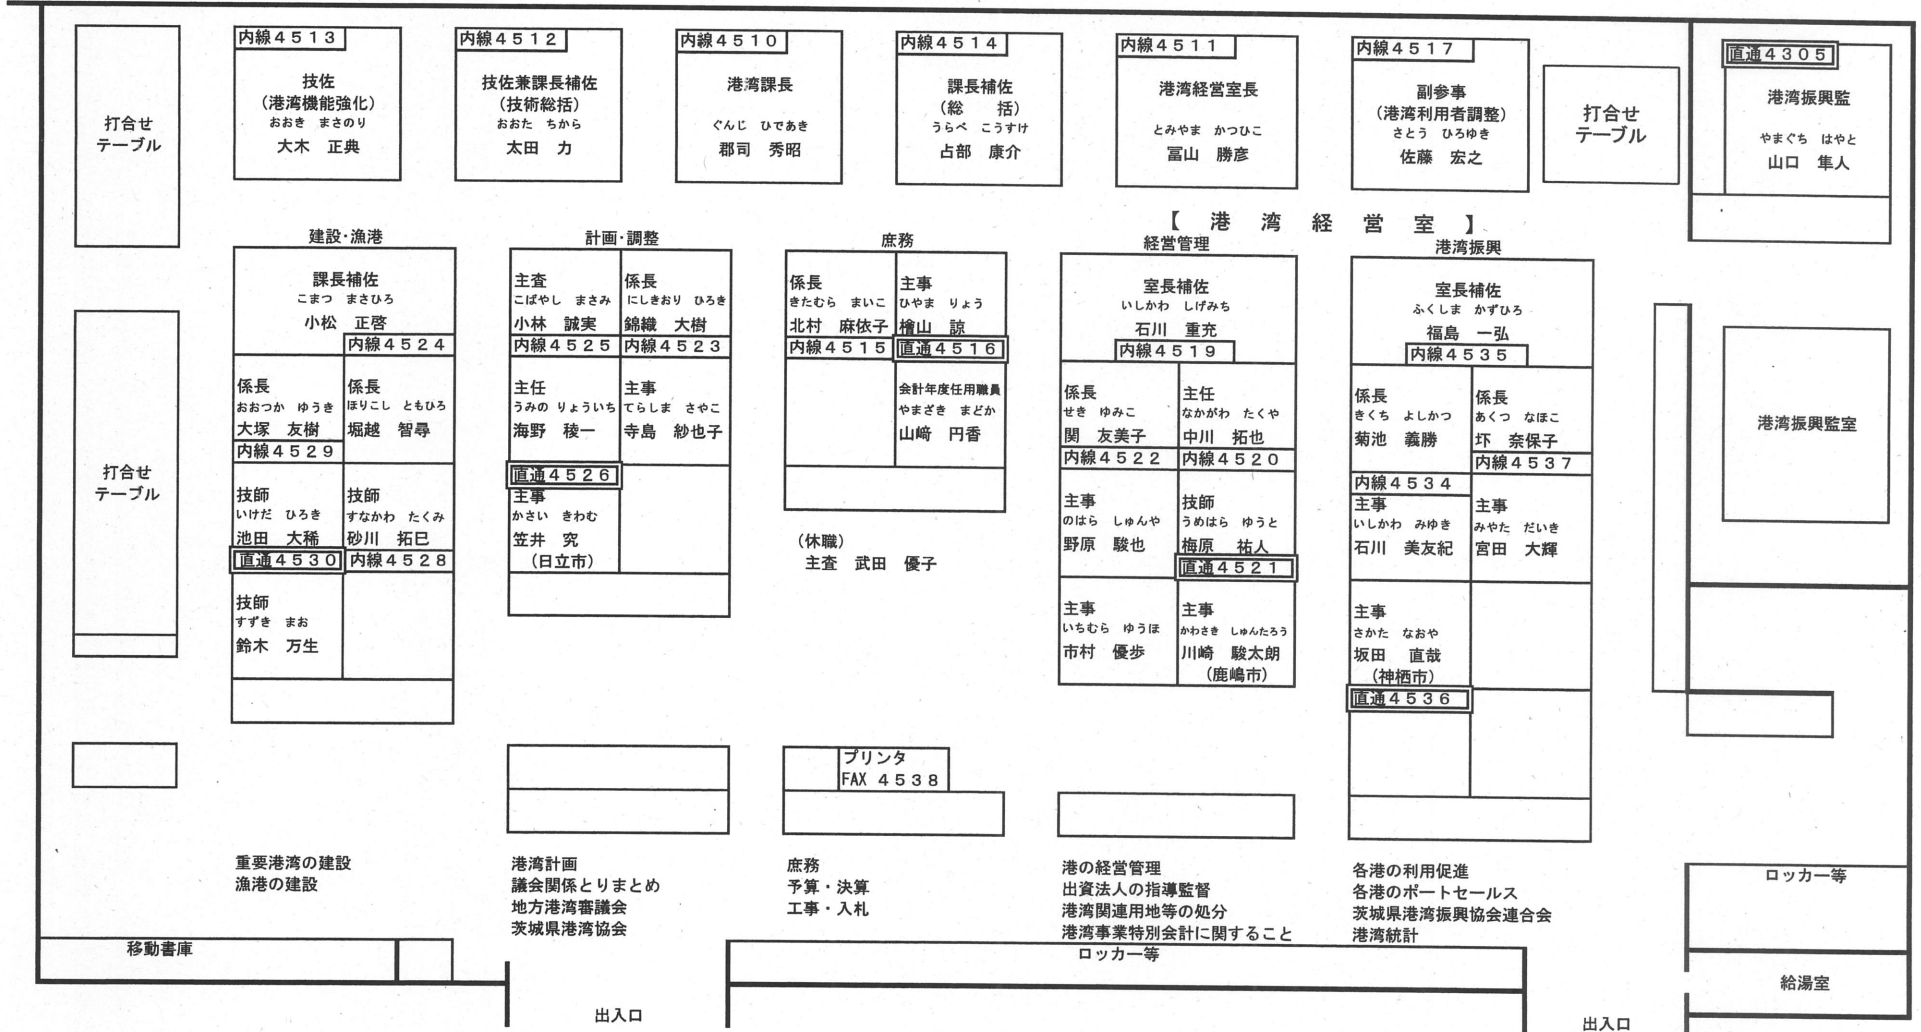 内線4513
技佐
(港湾機能強化)
おおき まさのり
大木 正典
内線4512
技佐兼課長補佐
(技術総括)
おおた ちから
太田 力
内線4510
港湾課長
ぐんじ ひであき
郡司 秀昭
内線4514
課長補佐
(総 括)
うらべ こうすけ
占部 康介
内線4511
港湾経営室長
とみやま かつひこ
冨山 勝彦
内線4517
副参事
(港湾利用者調整)
さとう ひろゆき
佐藤 宏之
直通4305
港湾振興監
やまぐち はやと
山口 隼人
打合せ
テーブル
打合せ
テーブル
打合せ
テーブル
建設・漁港
課長補佐
こまつ まさひろ
小松 正啓
内線4524
係長
おおつか ゆうき
大塚 友樹
内線4529
係長
ほりこし ともひろ
堀越 智尋
技師
いけだ ひろき
池田 大稀
直通4530
技師
すなかわ たくみ
砂川 拓巳
内線4528
技師
すずき まお
鈴木 万生
計画・調整
主査
こばやし まさみ
小林 誠実
内線4525
係長
にしきおり ひろき
錦織 大樹
内線4523
主任
うみの りょういち
海野 稜一
主事
てらしま さやこ
寺島 紗也子
直通4526
主事
かさい きわむ
笠井 究
(日立市)
庶務
係長
きたむら まいこ
北村 麻依子
内線4515
主事
ひやま りょう
檜山 諒
直通4516
会計年度任用職員
やまざき まどか
山﨑 円香
(休職)
主査 武田 優子
【 港 湾 経 営 室 】
経営管理
室長補佐
いしかわ しげみち
石川 重充
内線4519
係長
せき ゆみこ
関 友美子
内線4522
主任
なかがわ たくや
中川 拓也
内線4520
主事
のはら しゅんや
野原 駿也
技師
うめはら ゆうと
梅原 祐人
直通4521
主事
いちむら ゆうほ
市村 優歩
主事
かわさき しゅんたろう
川崎 駿太朗
(鹿嶋市)
港湾振興
室長補佐
ふくしま かずひろ
福島 一弘
内線4535
係長
きくち よしかつ
菊池 義勝
内線4534
係長
あくつ なほこ
圷 奈保子
内線4537
主事
いしかわ みゆき
石川 美友紀
主事
みやた だいき
宮田 大輝
主事
さかた なおや
坂田 直哉
(神栖市)
直通4536
港湾振興監室
プリンタ
FAX 4538
重要港湾の建設
漁港の建設
港湾計画
議会関係とりまとめ
地方港湾審議会
茨城県港湾協会
庶務
予算・決算
工事・入札
港の経営管理
出資法人の指導監督
港湾関連用地等の処分
港湾事業特別会計に関すること
各港の利用促進
各港のポートセールス
茨城県港湾振興協会連合会
港湾統計
移動書庫
ロッカー等
ロッカー等
給湯室
出入口
出入口